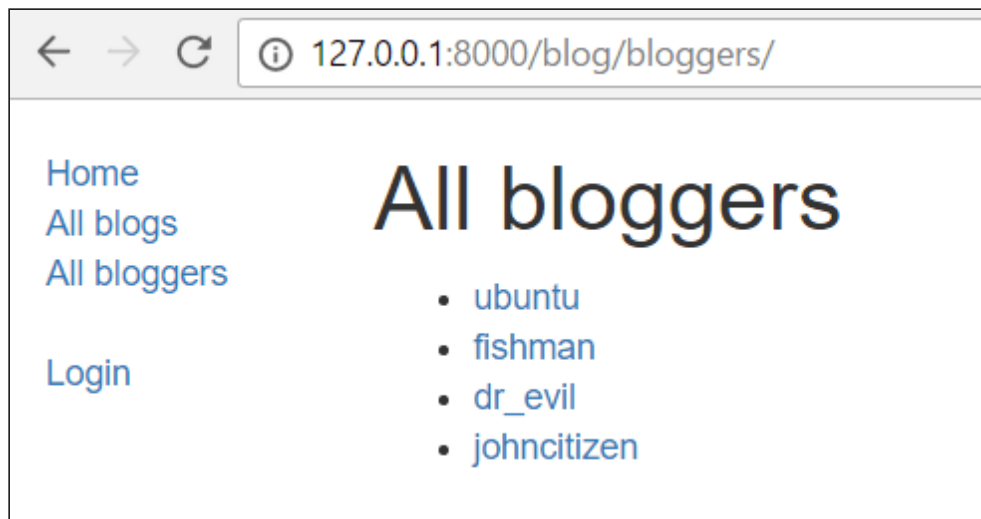 127.0.0.1:8000/blog/bloggers/
Home
All blogs
All bloggers
Login
All bloggers
ubuntu
fishman
dr_evil
johncitizen